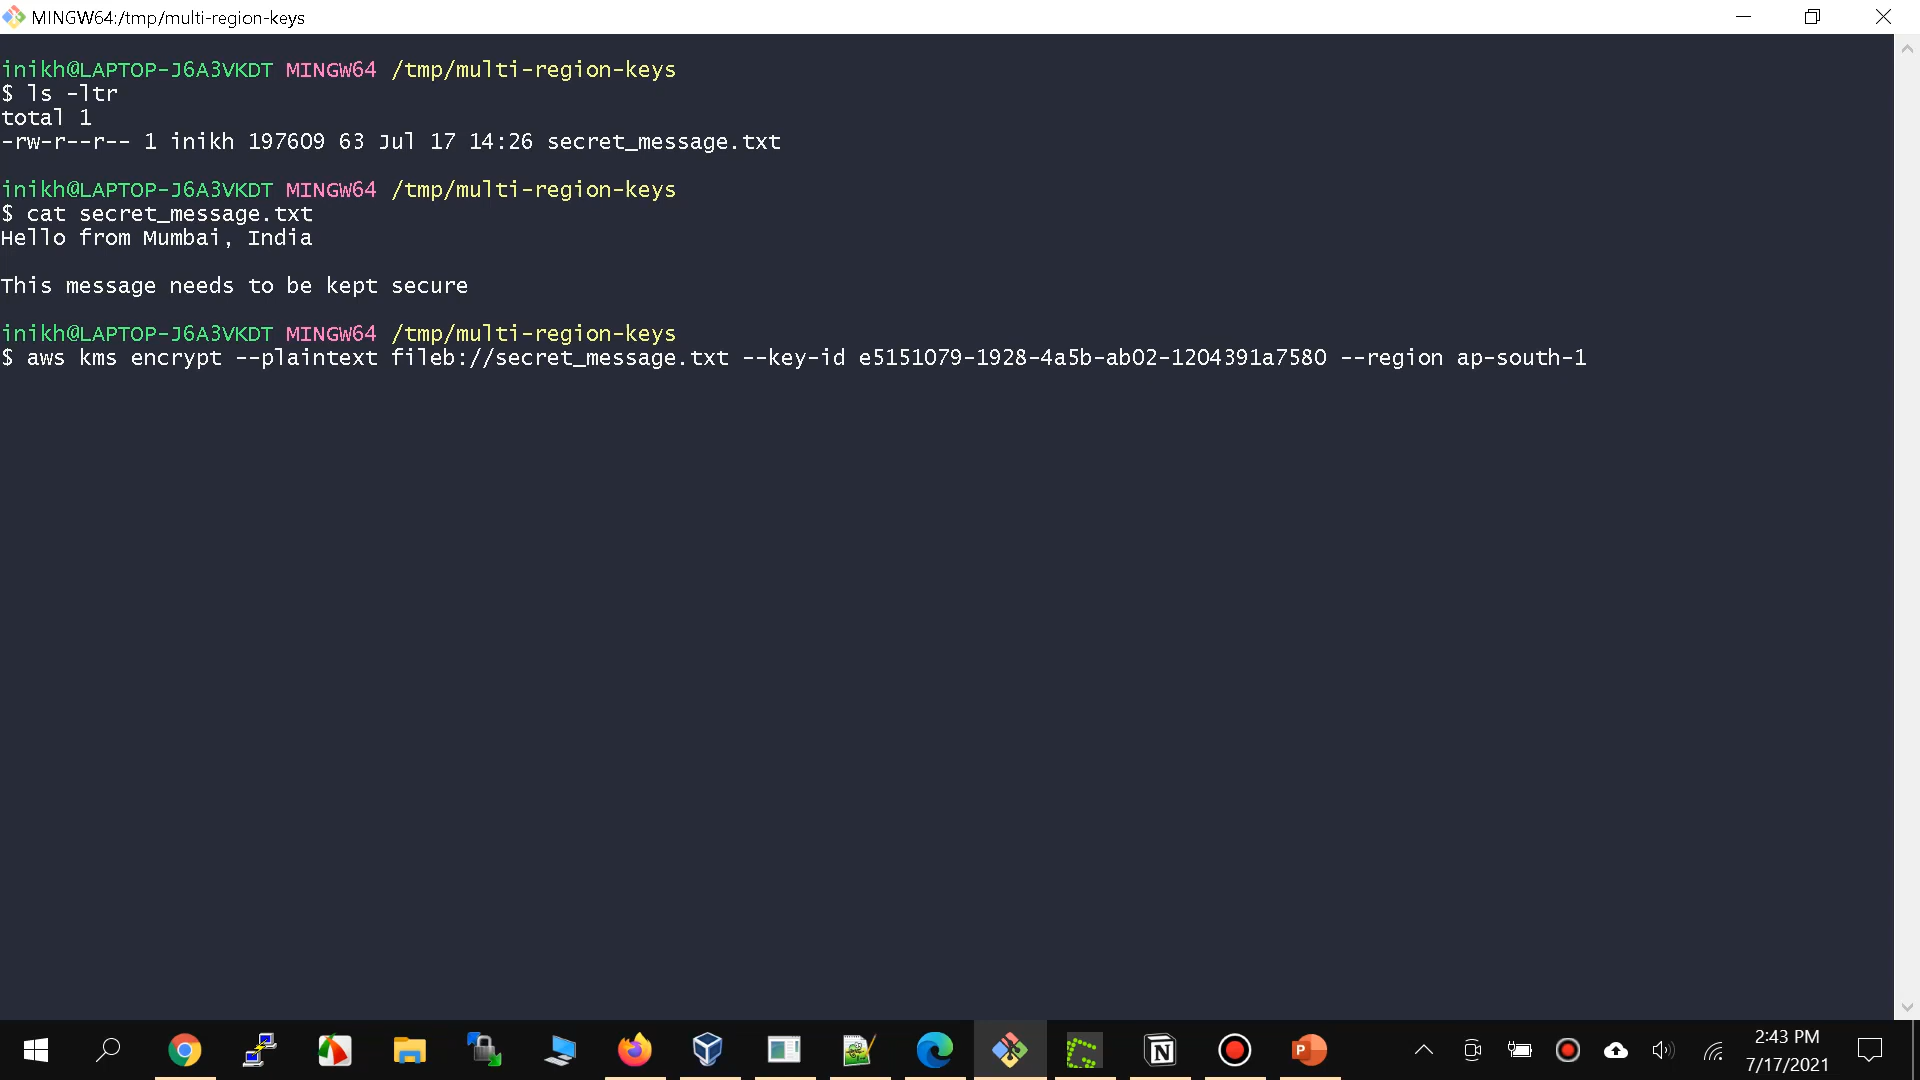 MINGW64:/tmp/multi-region-keys
inikh@LAPTOP-J6A3VKDT MINGW64 /tmp/multi-region-keys
$ ls -ltr
total 1
-rw-r--r-- 1 inikh 197609 63 Jul 17 14:26 secret_message.txt
inikh@LAPTOP-J6A3VKDT MINGW64 /tmp/multi-region-keys
$ cat secret_message.txt
Hello from Mumbai, India
This message needs to be kept secure
inikh@LAPTOP-J6A3VKDT MINGW64 /tmp/multi-region-keys
$ aws kms encrypt --plaintext fileb://secret_message.txt --key-id e5151079-1928-4a5b-ab02-1204391a7580 --region ap-south-1
2:43 PM
7/17/2021